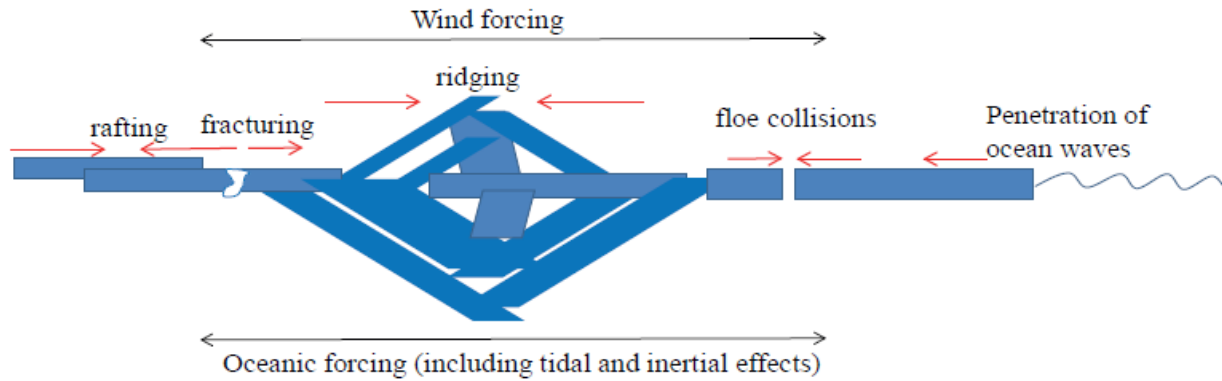 Wind forcing
ridging
rafting
fracturing
floe collisions
Penetration of
ocean waves
Oceanic forcing (including tidal and inertial effects)